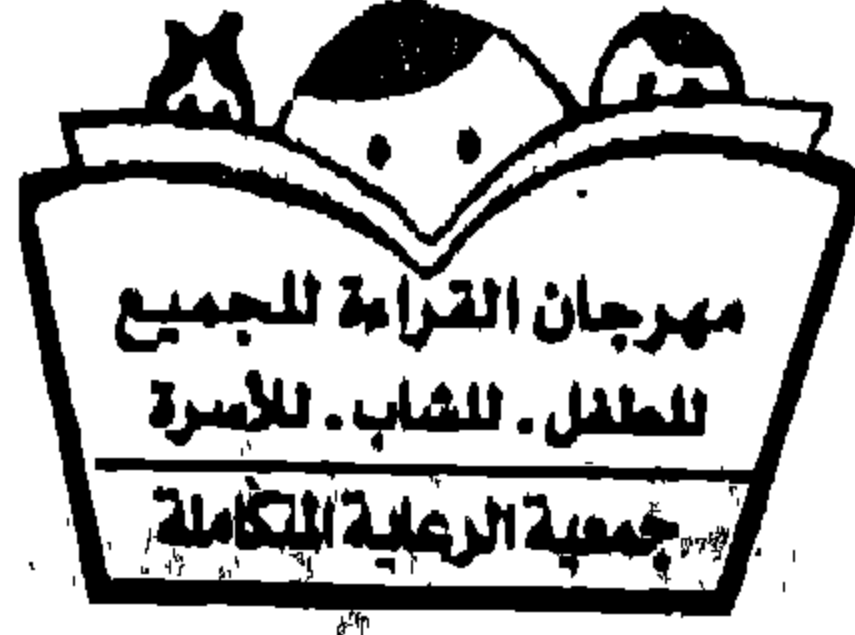 مهرجان القراءة للجميع
للطفل . للشاب . للأسرة
جمعية الرعاية المتكاملة